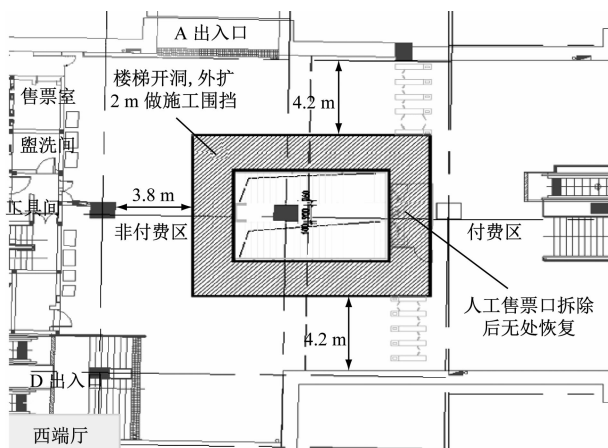 A 出入口
楼梯开洞,外扩
2 m 做施工围挡
4.2 m
售票室
盥洗间
工具间
3.8 m
非付费区
付费区
人工售票口拆除
后无处恢复
4.2 m
D 出入口
西端厅